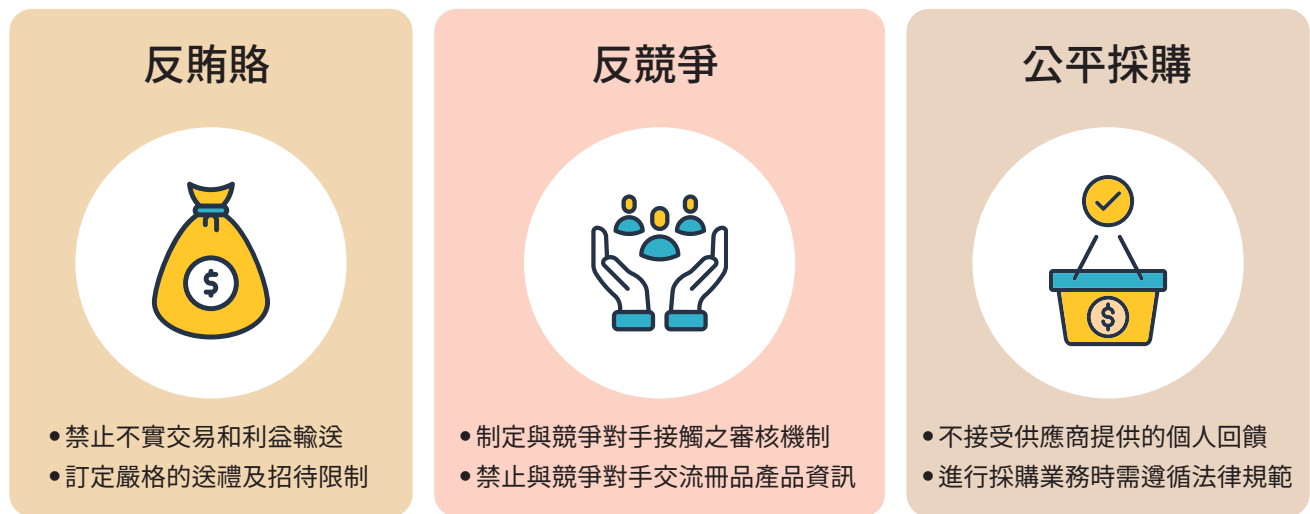 反賄賂
$
• 禁止不實交易和利益輸送
• 訂定嚴格的送禮及招待限制
反競爭
• 制定與競爭對手接觸之審核機制
• 禁止與競爭對手交流冊品產品資訊
公平採購
$
• 不接受供應商提供的個人回饋
• 進行採購業務時需遵循法律規範